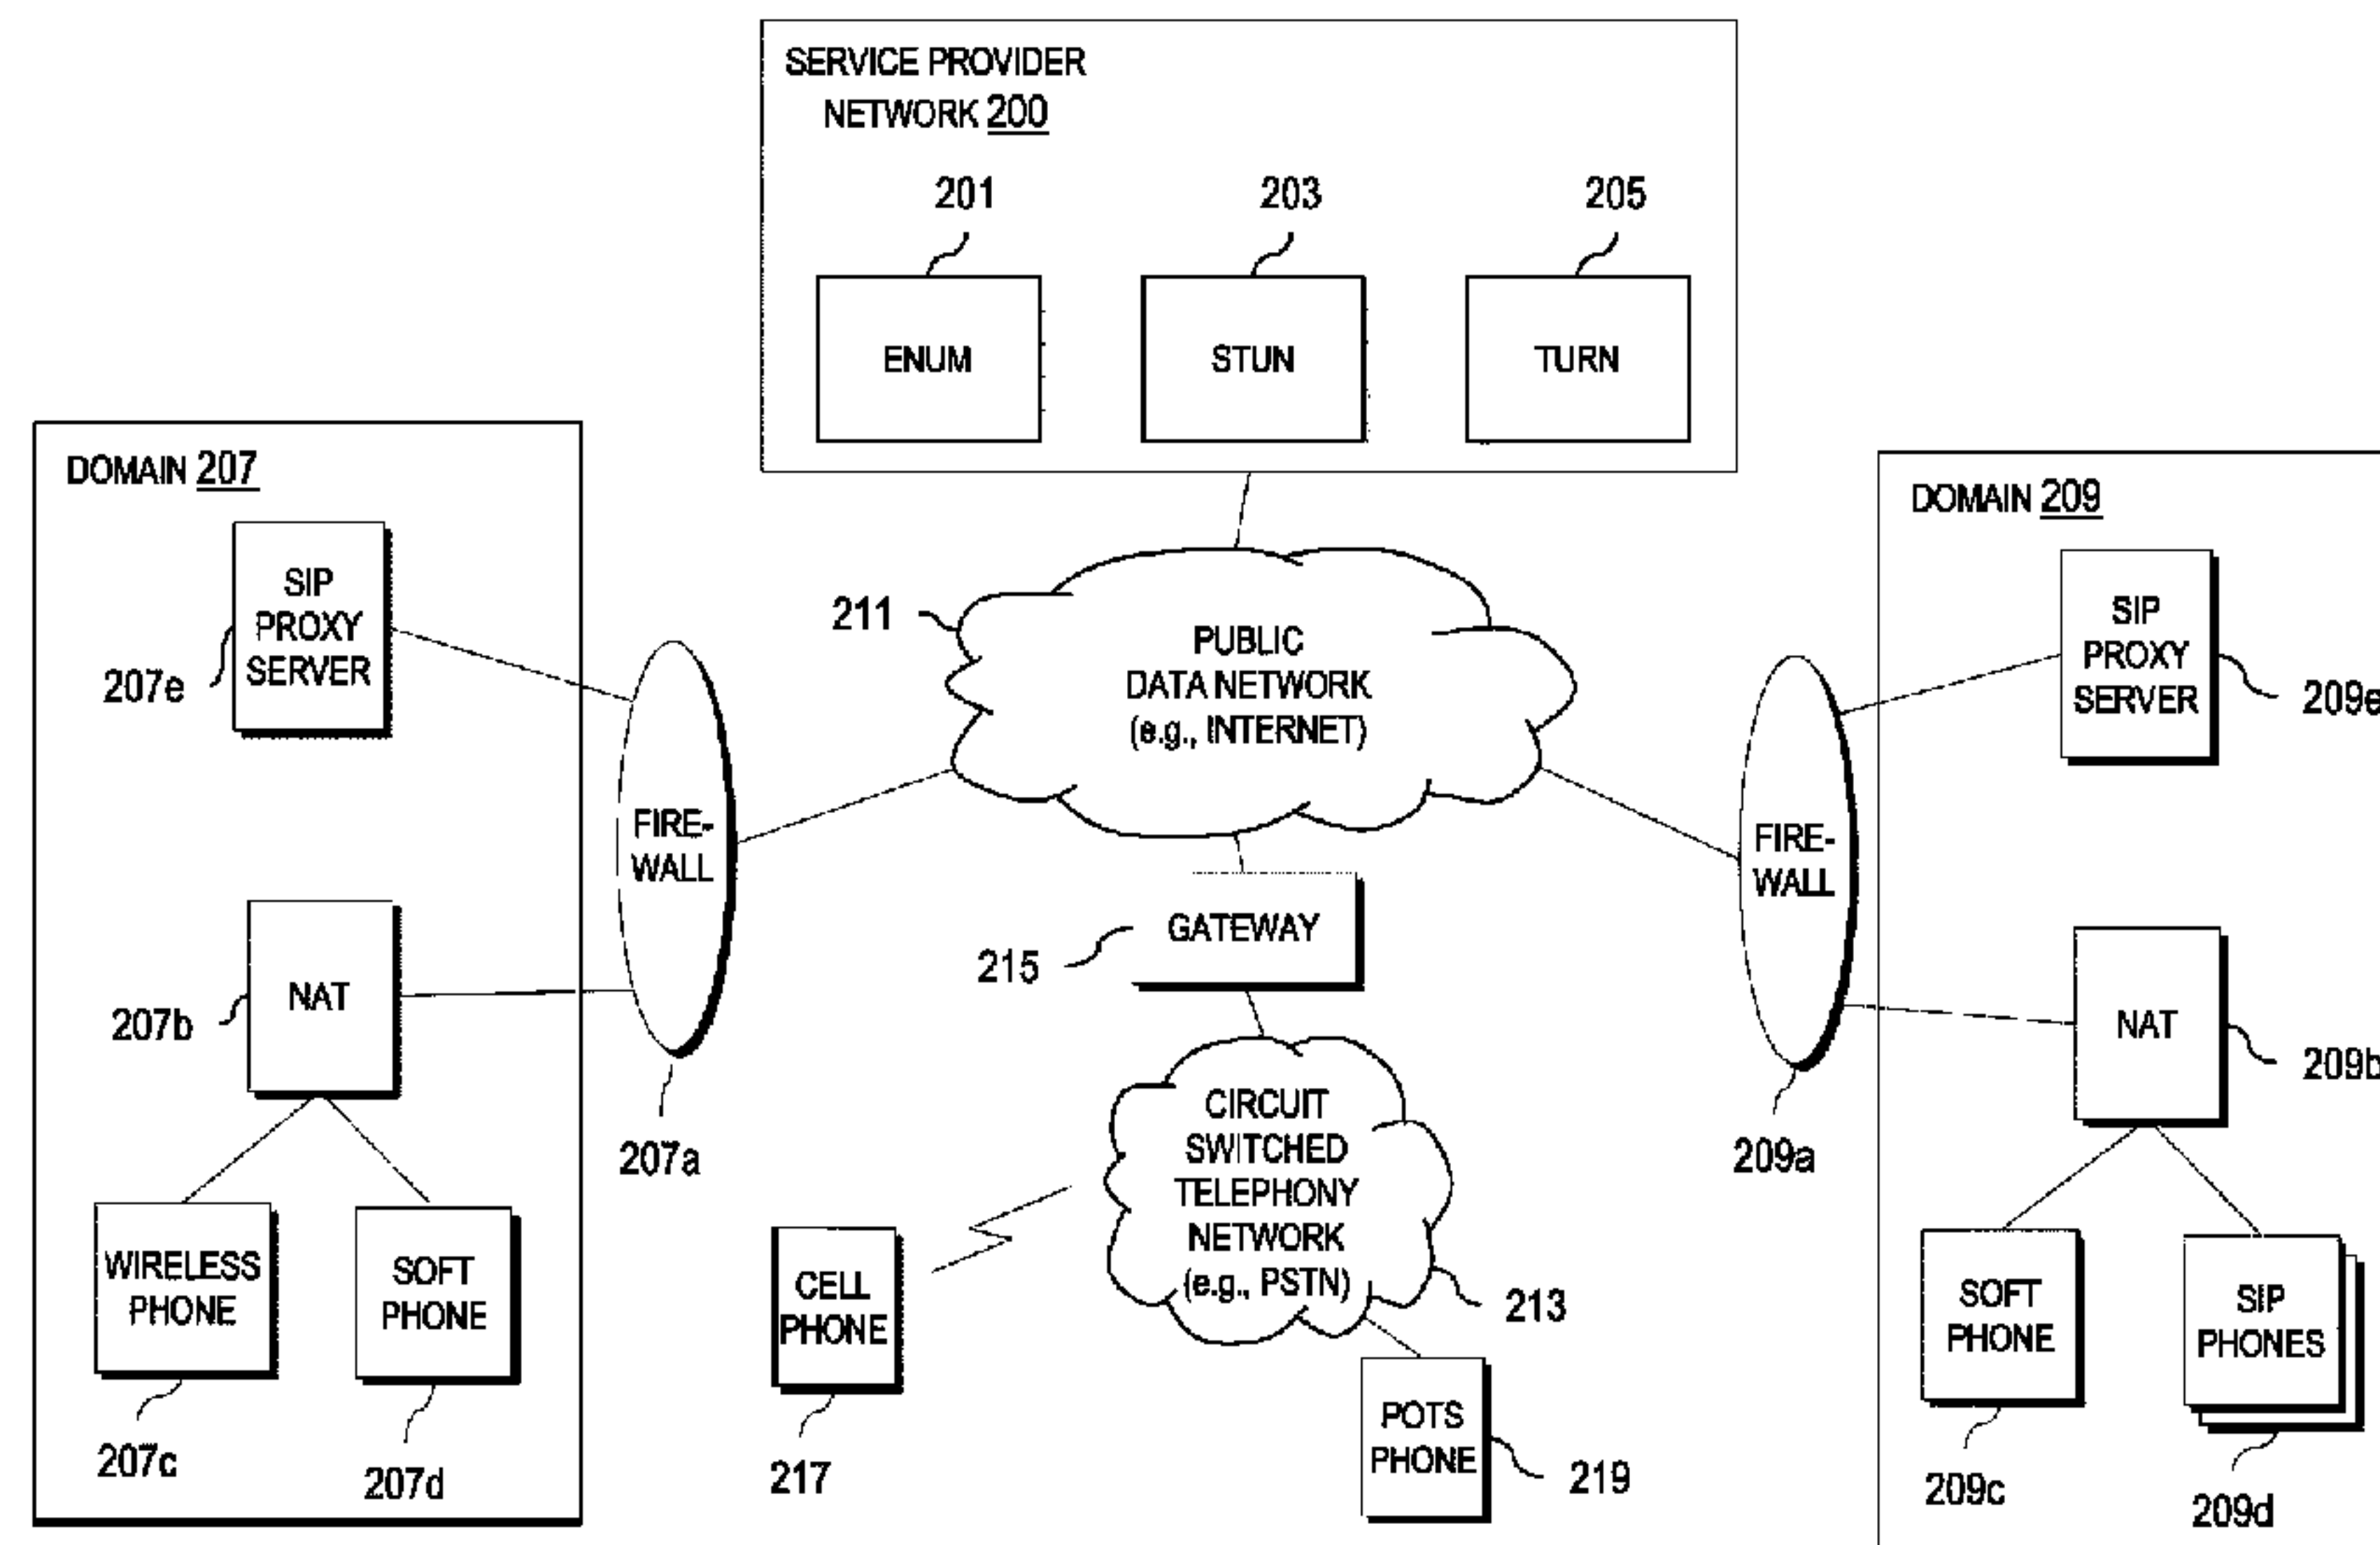 SERVICE PROVIDER
NETWORK 200
201
203
205
ENUM
STUN
TURN
DOMAIN 207
SIP
PROXY
SERVER
207e
NAT
207b
WIRELESS
PHONE
207c
SOFT
PHONE
207d
FIRE-
WALL
207a
211
PUBLIC
DATA NETWORK
(e.g., INTERNET)
GATEWAY
215
CIRCUIT
SWITCHED
TELEPHONY
NETWORK
(e.g., PSTN)
213
CELL
PHONE
217
POTS
PHONE
219
FIRE-
WALL
209a
DOMAIN 209
SIP
PROXY
SERVER
209e
NAT
209b
SOFT
PHONE
209c
SIP
PHONES
209d